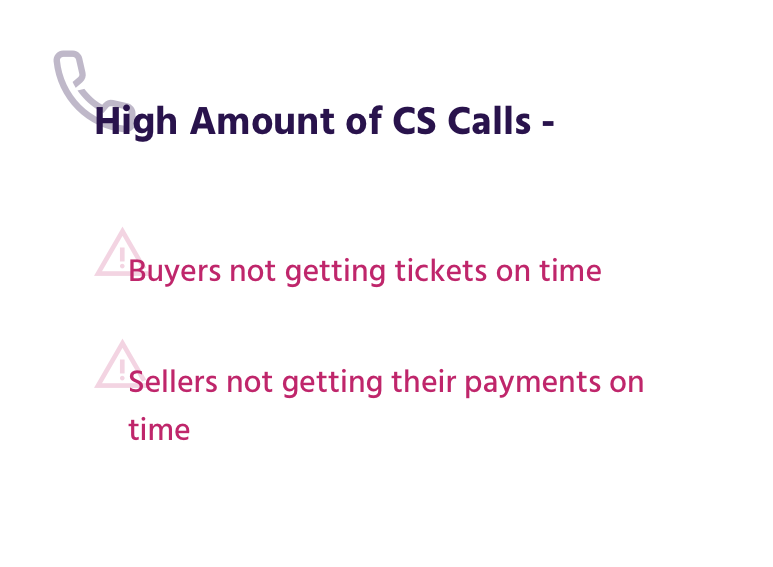 High Amount of CS Calls -
Buyers not getting tickets on time
Sellers not getting their payments on
time